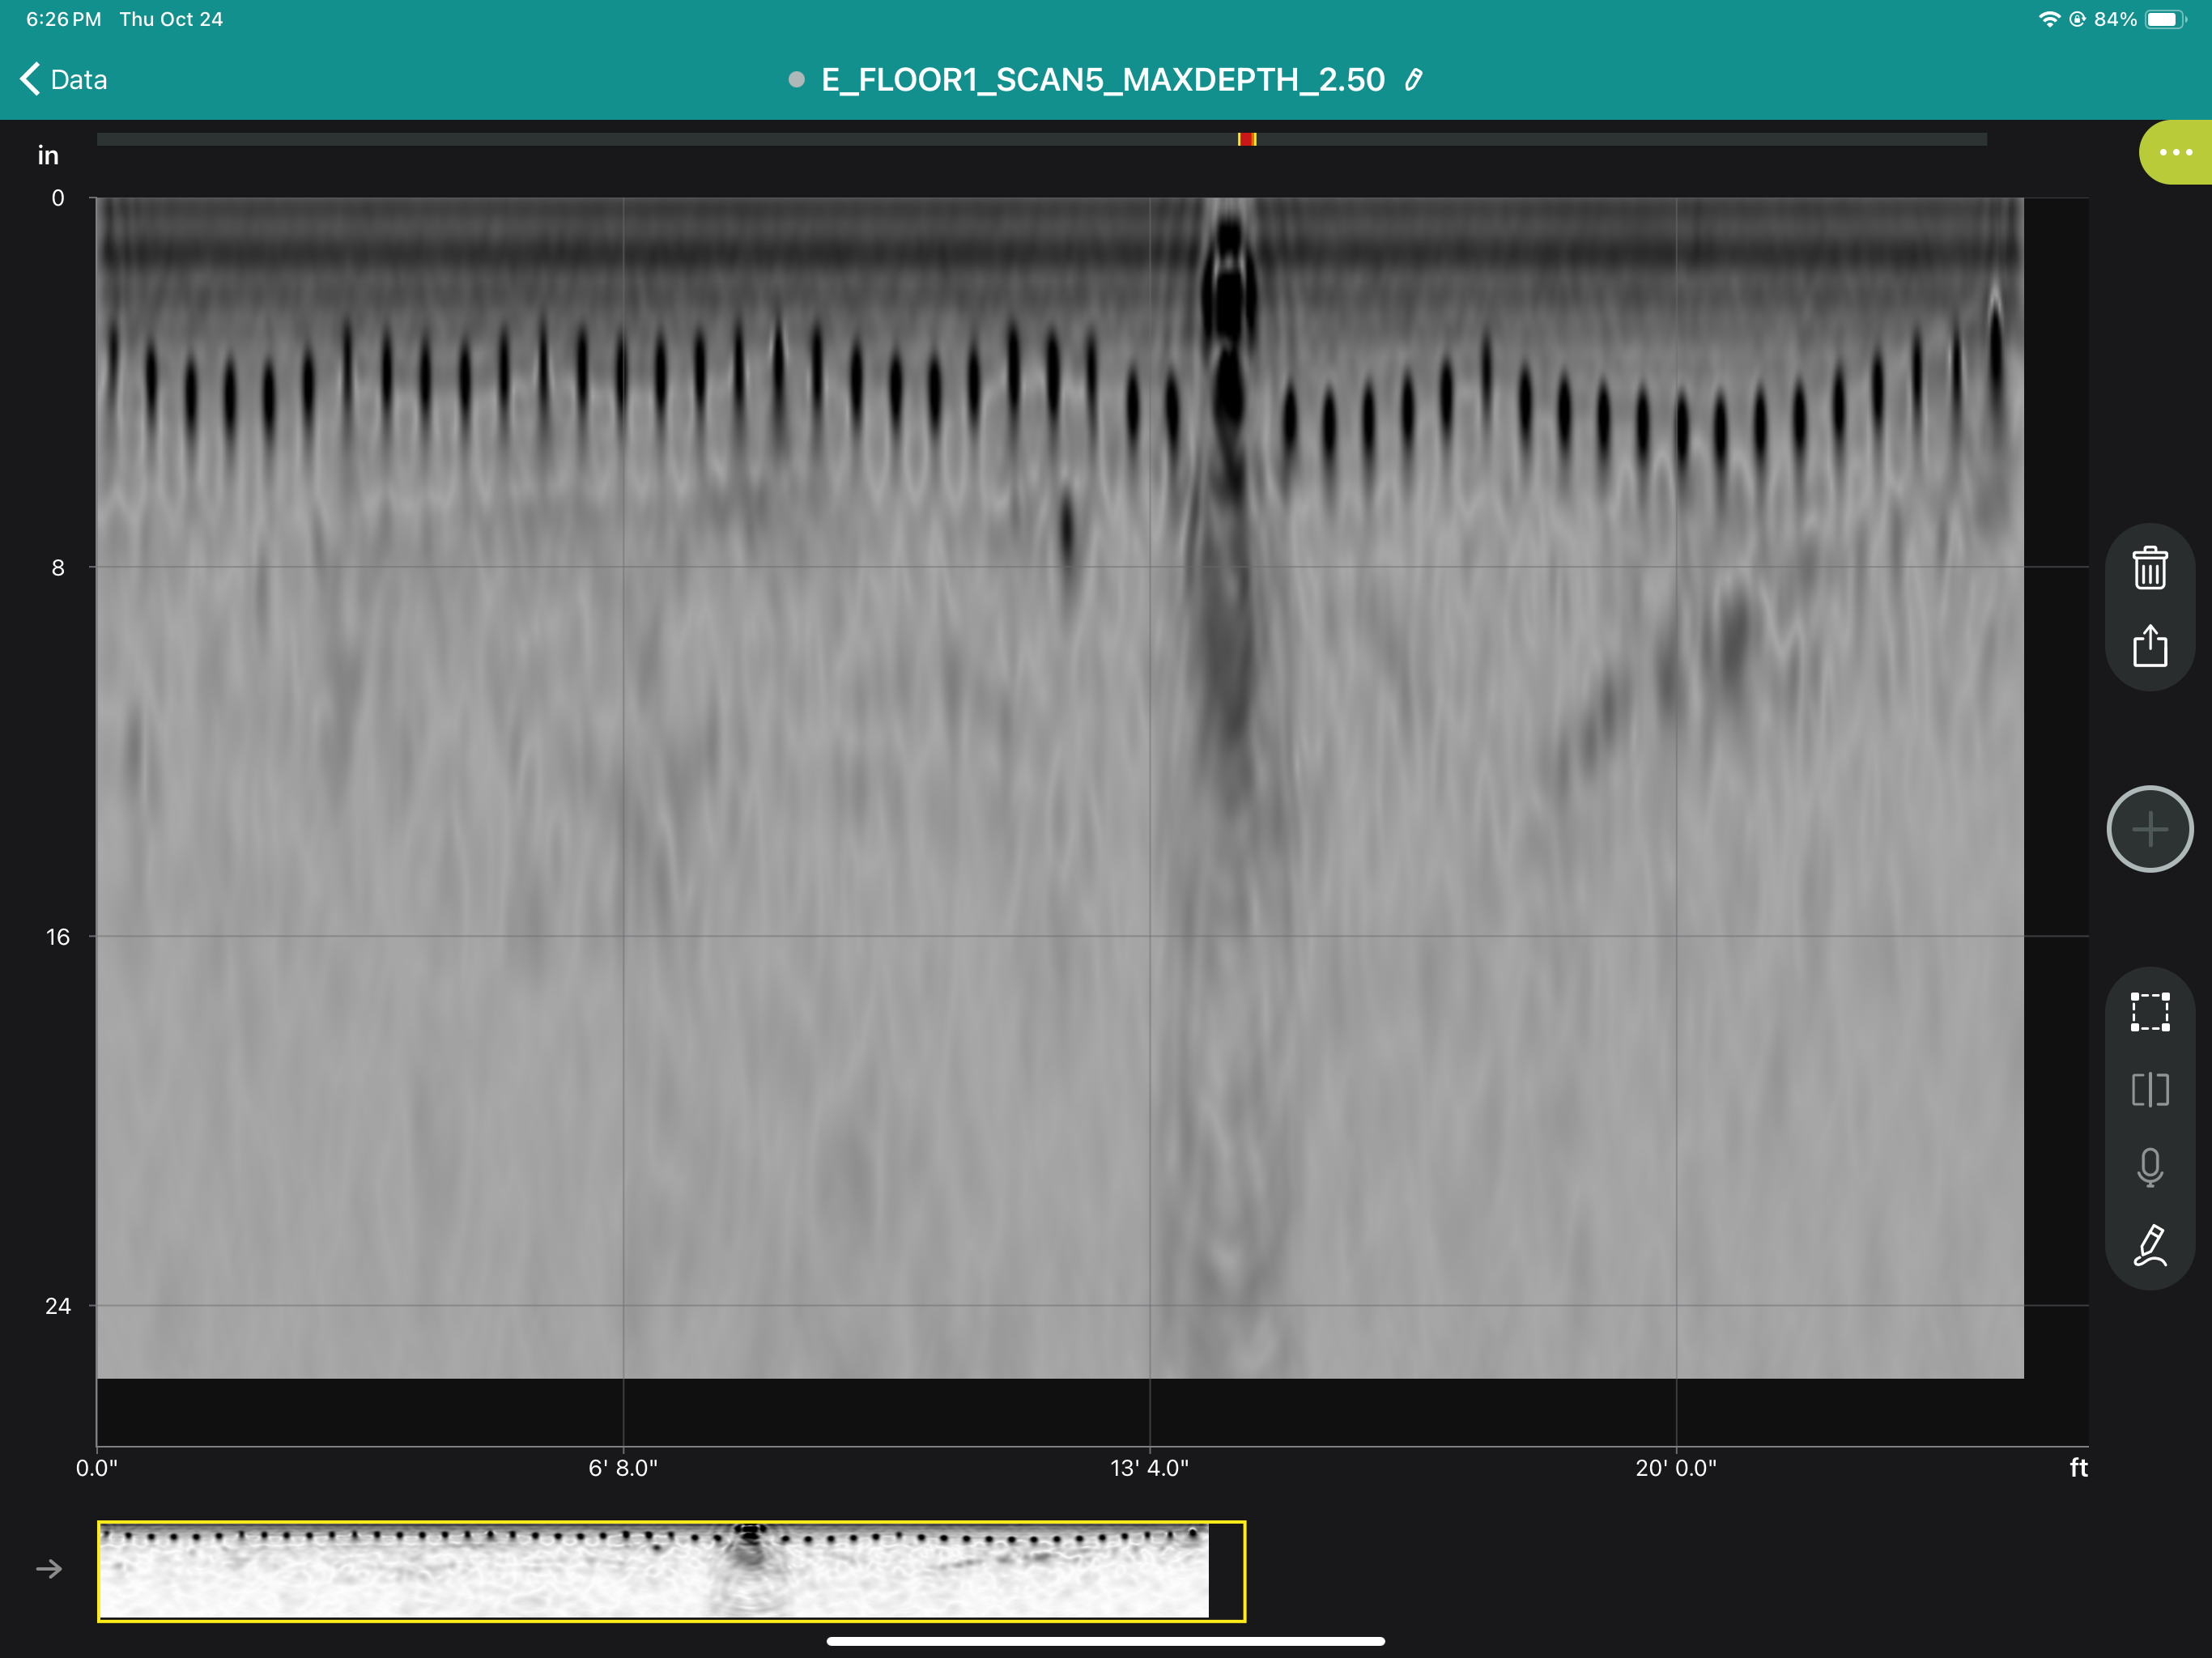 6:26 PM Thu Oct 24
84%
Data
E_FLOOR1_SCAN5_MAXDEPTH_2.50
in
0
8
16
24
0.0" 6' 8.0" 13' 4.0" 20' 0.0" ft